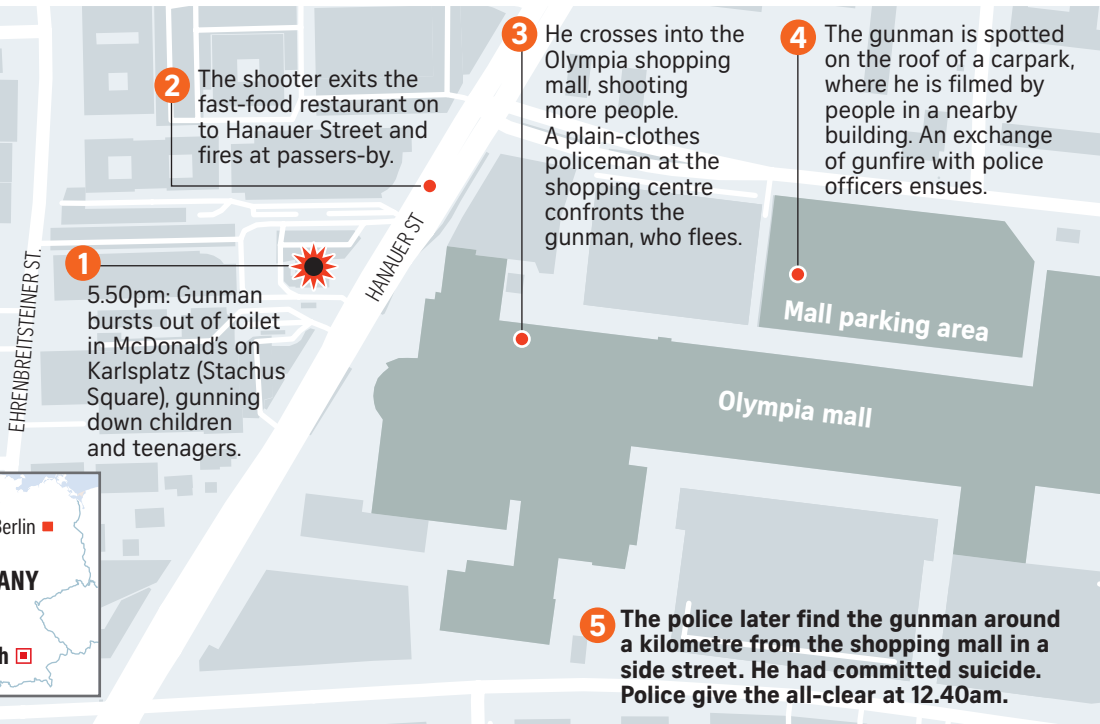 1
5.50pm: Gunman
bursts out of toilet
in McDonald's on
Karlsplatz (Stachus
Square), gunning
down children
and teenagers.
2
The shooter exits the
fast-food restaurant on
to Hanauer Street and
fires at passers-by.
3
He crosses into the
Olympia shopping
mall, shooting
more people.
A plain-clothes
policeman at the
shopping centre
confronts the
gunman, who flees.
4
The gunman is spotted
on the roof of a carpark,
where he is filmed by
people in a nearby
building. An exchange
of gunfire with police
officers ensues.
EHRENBREITSTEINER ST.
HANAUER ST
Mall parking area
Olympia mall
Berlin
5
The police later find the gunman around
a kilometre from the shopping mall in a
side street. He had committed suicide.
Police give the all-clear at 12.40am.